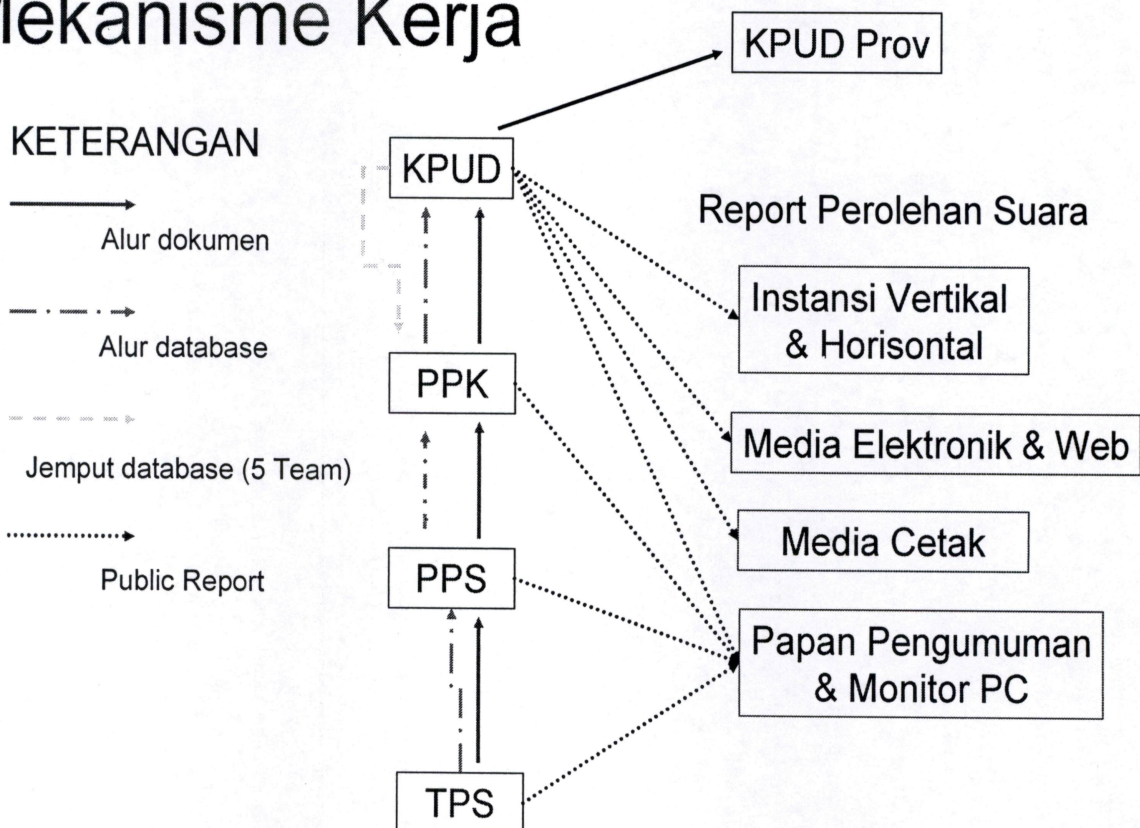 Mekanisme Kerja
KPUD Prov
KETERANGAN
Alur dokumen
Alur database
Jemput database (5 Team)
Public Report
KPUD
PPK
PPS
TPS
Report Perolehan Suara
Instansi Vertikal
& Horisontal
Media Elektronik & Web
Media Cetak
Papan Pengumuman
& Monitor PC